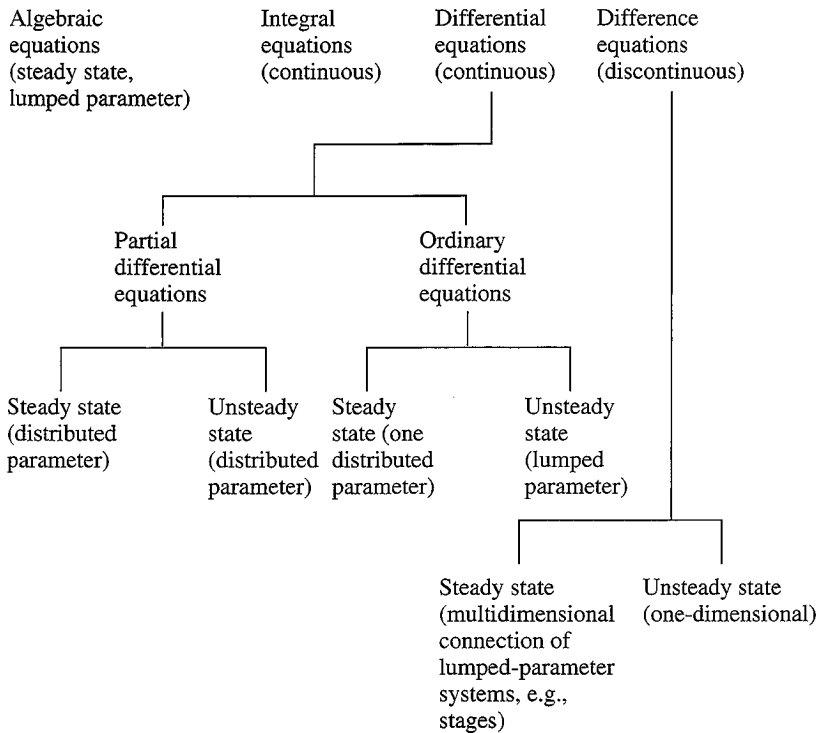 Algebraic
equations
(steady state,
lumped parameter)
Integral
equations
(continuous)
Differential
equations
(continuous)
Difference
equations
(discontinuous)
Partial
differential
equations
Ordinary
differential
equations
Steady state
(distributed
parameter)
Unsteady
state
(distributed
parameter)
Steady
state (one
distributed
parameter)
Unsteady
state
(lumped
parameter)
Steady state
(multidimensional
connection of
lumped-parameter
systems, e.g.,
stages)
Unsteady state
(one-dimensional)